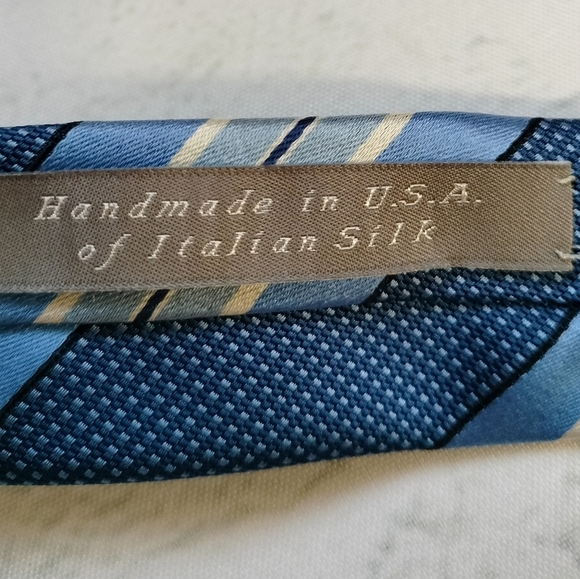 Handmade in U.S.A.
of Italian Silk